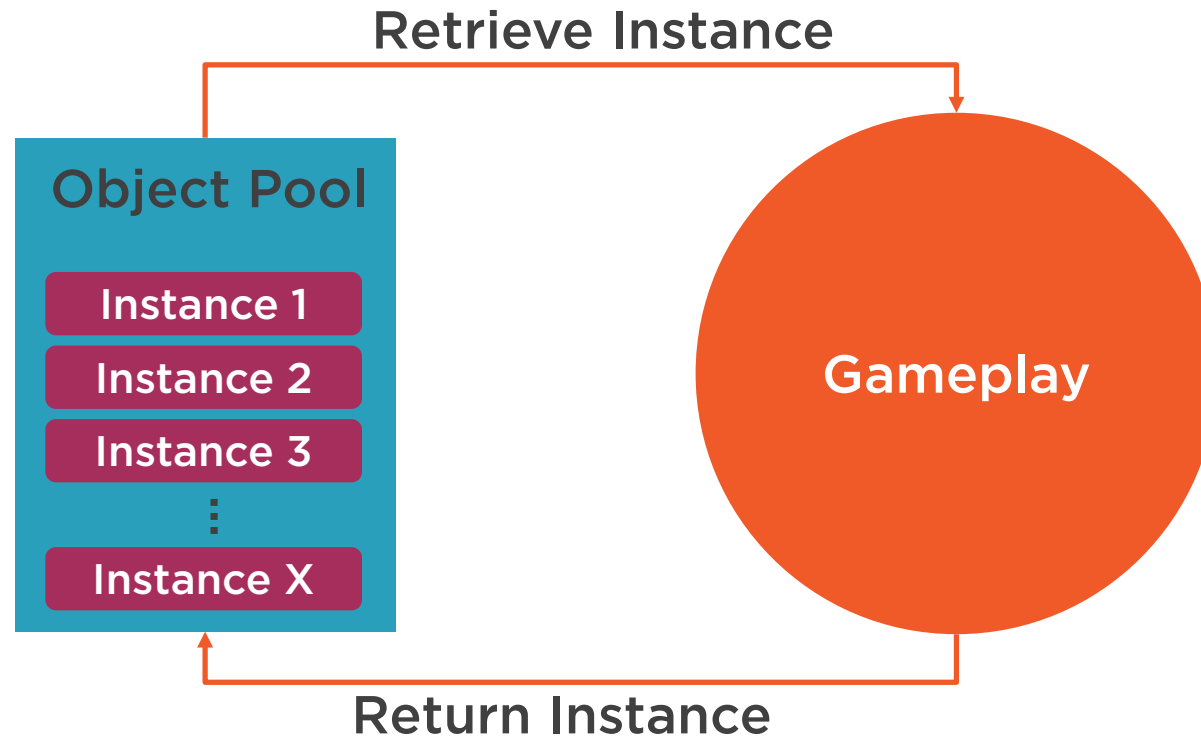 Retrieve Instance
Object Pool
Instance 1
Instance 2
Instance 3
⋮
Instance X
Gameplay
Return Instance